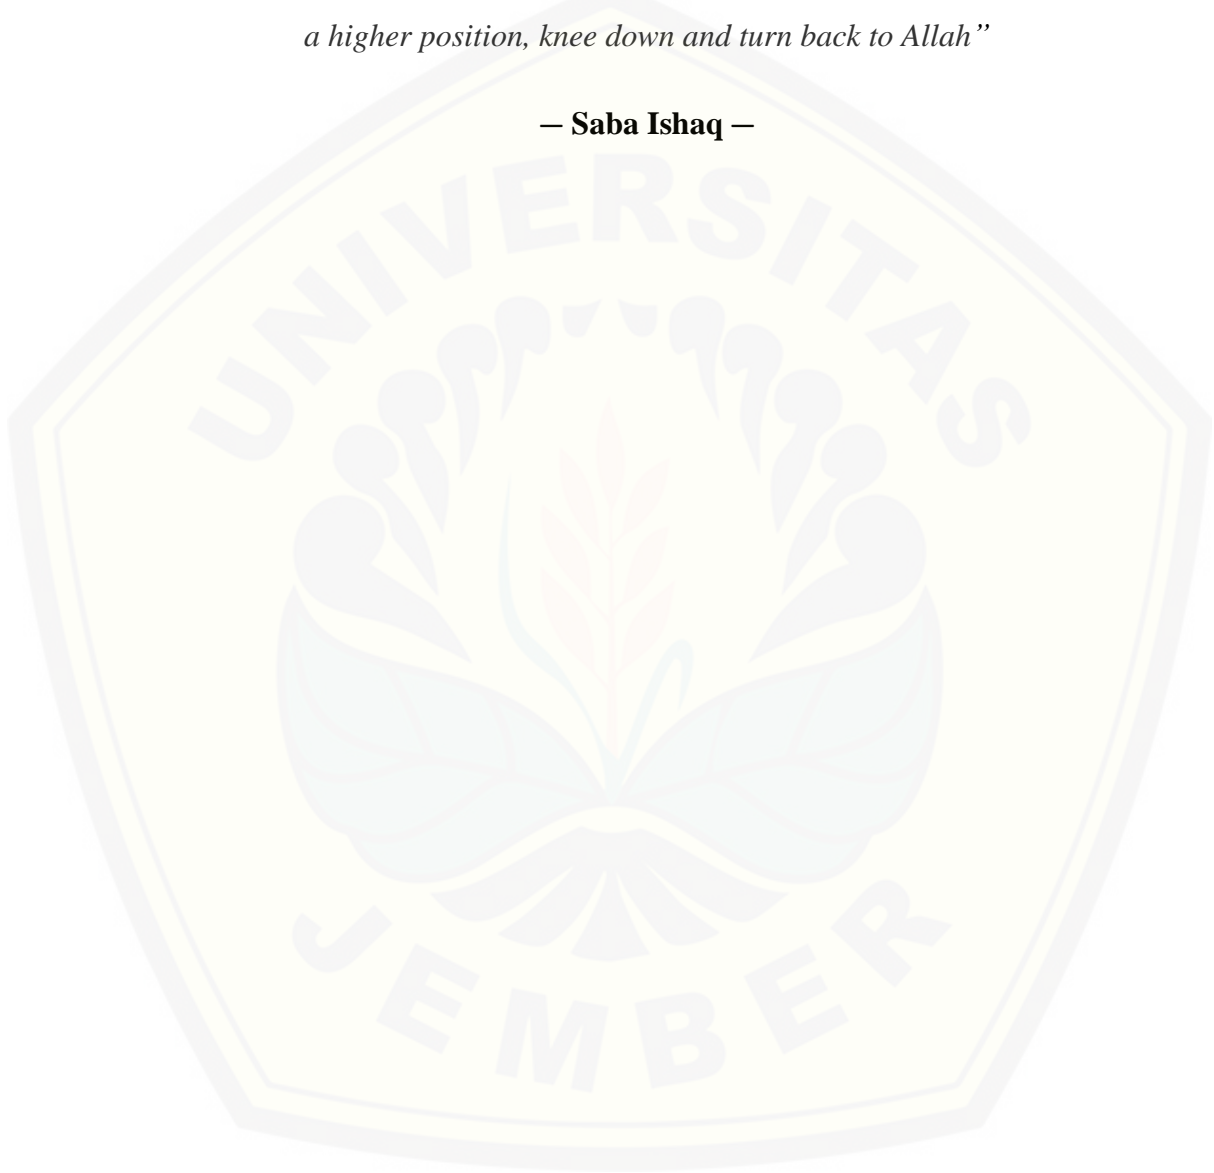 a higher position, knee down and turn back to Allah”
— Saba Ishaq —
UNIVERSITAS
JEMBER